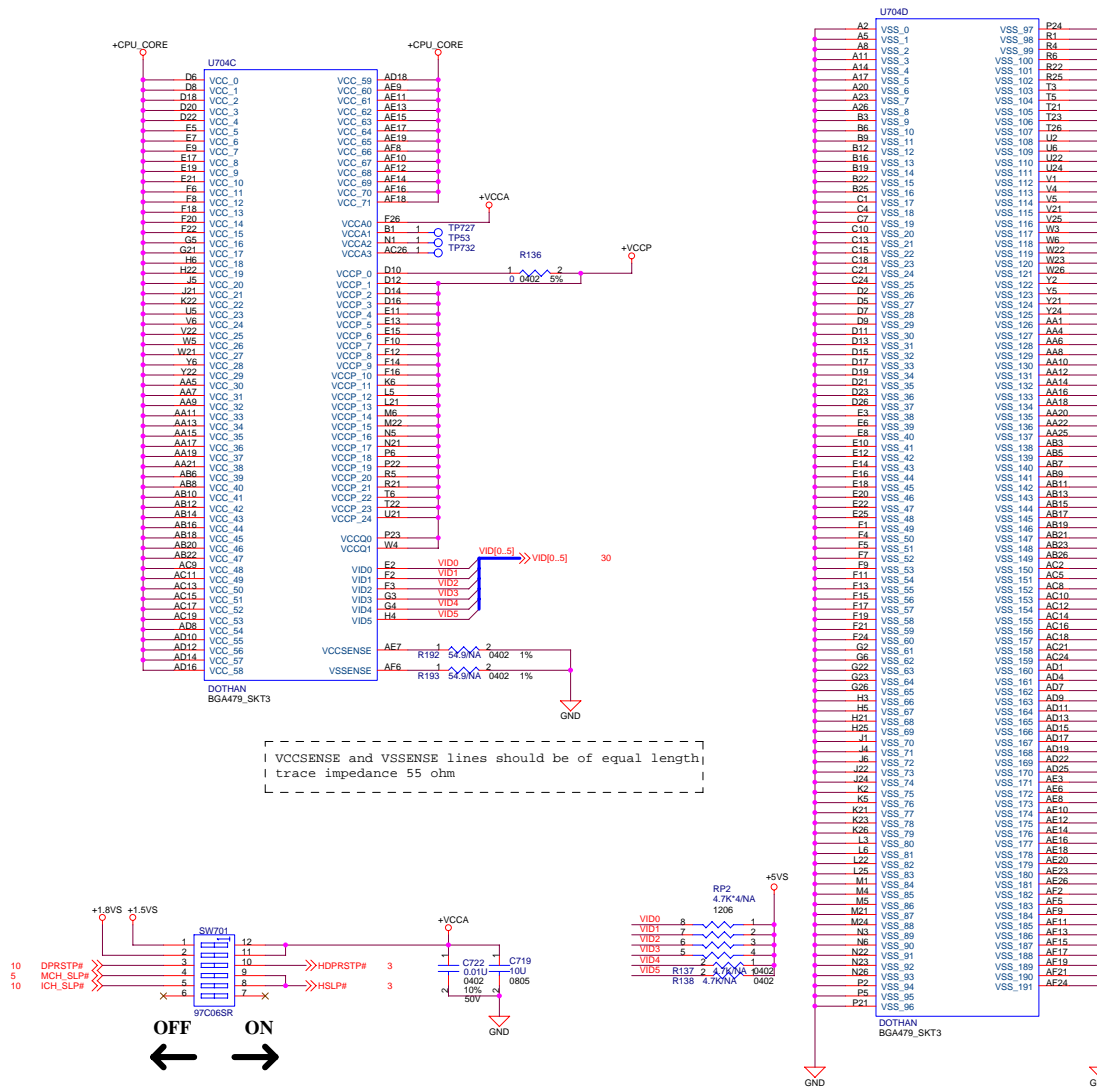 +CPU_CORE
+CPU_CORE
U704C
D6 VCC_0 VCC_59 AD18
D8 VCC_1 VCC_60 AE9
D18 VCC_2 VCC_61 AE11
D20 VCC_3 VCC_62 AE13
D22 VCC_4 VCC_63 AE15
E5 VCC_5 VCC_64 AE17
E7 VCC_6 VCC_65 AE19
E9 VCC_7 VCC_66 AF8
E17 VCC_8 VCC_67 AF10
E19 VCC_9 VCC_68 AF12
E21 VCC_10 VCC_69 AF14
F6 VCC_11 VCC_70 AF16
F8 VCC_12 VCC_71 AF18
F18 VCC_13
F20 VCC_14 VCCA0 F26 +VCCA
F22 VCC_15 VCCA1 B1 1 TP727
G5 VCC_16 VCCA2 N1 1 TP53
G21 VCC_17 VCCA3 AC26 1 TP732
H6 VCC_18
H22 VCC_19 VCCP_0 D10 1 R136 2 +VCCP
0 0402 5%
J5 VCC_20 VCCP_1 D12
J21 VCC_21 VCCP_2 D14
K22 VCC_22 VCCP_3 D16
U5 VCC_23 VCCP_4 E11
V6 VCC_24 VCCP_5 E13
V22 VCC_25 VCCP_6 E15
W5 VCC_26 VCCP_7 F10
W21 VCC_27 VCCP_8 F12
Y6 VCC_28 VCCP_9 F14
Y22 VCC_29 VCCP_10 F16
AA5 VCC_30 VCCP_11 K6
AA7 VCC_31 VCCP_12 L5
AA9 VCC_32 VCCP_13 L21
AA11 VCC_33 VCCP_14 M6
AA13 VCC_34 VCCP_15 M22
AA15 VCC_35 VCCP_16 N5
AA17 VCC_36 VCCP_17 N21
AA19 VCC_37 VCCP_18 P6
AA21 VCC_38 VCCP_19 P22
AB6 VCC_39 VCCP_20 R5
AB8 VCC_40 VCCP_21 R21
AB10 VCC_41 VCCP_22 T6
AB12 VCC_42 VCCP_23 T22
AB14 VCC_43 VCCP_24 U21
AB16 VCC_44
AB18 VCC_45 VCCQ0 P23
AB20 VCC_46 VCCQ1 W4
AB22 VCC_47 VID[0..5] VID[0..5] 30
AC9 VCC_48 VID0 E2 VID0
AC11 VCC_49 VID1 F2 VID1
AC13 VCC_50 VID2 F3 VID2
AC15 VCC_51 VID3 G3 VID3
AC17 VCC_52 VID4 G4 VID4
AC19 VCC_53 VID5 H4 VID5
AD8 VCC_54
AD10 VCC_55
AD12 VCC_56 VCCSENSE AE7 1 2
R192 54.9/NA 0402 1%
AD14 VCC_57
AD16 VCC_58 VSSENSE AF6 1 2
R193 54.9/NA 0402 1%
DOTHAN
BGA479_SKT3
GND
VCCSENSE and VSSENSE lines should be of equal length
trace impedance 55 ohm
+1.8VS +1.5VS
SW701
1 12
2 11
10 DPRSTP# 3 10 HDPRSTP# 3
5 MCH_SLP# 4 9
10 ICH_SLP# 5 8 HSLP# 3
6 7
97C06SR
OFF ON
+VCCA
1 C722 1 C719
0.01U 10U
0402 0805
2 10% 2
50V
GND
+5VS
RP2
4.7K*4/NA
1206
VID0 8 1
VID1 7 2
VID2 6 3
VID3 5 4
VID4 2 1
VID5 R137 2 4.7K/NA 1 0402
R138 4.7K/NA 0402
U704D
A2 VSS_0 VSS_97 P24
A5 VSS_1 VSS_98 R1
A8 VSS_2 VSS_99 R4
A11 VSS_3 VSS_100 R6
A14 VSS_4 VSS_101 R22
A17 VSS_5 VSS_102 R25
A20 VSS_6 VSS_103 T3
A23 VSS_7 VSS_104 T5
A26 VSS_8 VSS_105 T21
B3 VSS_9 VSS_106 T23
B6 VSS_10 VSS_107 T26
B9 VSS_11 VSS_108 U2
B12 VSS_12 VSS_109 U6
B16 VSS_13 VSS_110 U22
B19 VSS_14 VSS_111 U24
B22 VSS_15 VSS_112 V1
B25 VSS_16 VSS_113 V4
C1 VSS_17 VSS_114 V5
C4 VSS_18 VSS_115 V21
C7 VSS_19 VSS_116 V25
C10 VSS_20 VSS_117 W3
C13 VSS_21 VSS_118 W6
C15 VSS_22 VSS_119 W22
C18 VSS_23 VSS_120 W23
C21 VSS_24 VSS_121 W26
C24 VSS_25 VSS_122 Y2
D2 VSS_26 VSS_123 Y5
D5 VSS_27 VSS_124 Y21
D7 VSS_28 VSS_125 Y24
D9 VSS_29 VSS_126 AA1
D11 VSS_30 VSS_127 AA4
D13 VSS_31 VSS_128 AA6
D15 VSS_32 VSS_129 AA8
D17 VSS_33 VSS_130 AA10
D19 VSS_34 VSS_131 AA12
D21 VSS_35 VSS_132 AA14
D23 VSS_36 VSS_133 AA16
D26 VSS_37 VSS_134 AA18
E3 VSS_38 VSS_135 AA20
E6 VSS_39 VSS_136 AA22
E8 VSS_40 VSS_137 AA25
E10 VSS_41 VSS_138 AB3
E12 VSS_42 VSS_139 AB5
E14 VSS_43 VSS_140 AB7
E16 VSS_44 VSS_141 AB9
E18 VSS_45 VSS_142 AB11
E20 VSS_46 VSS_143 AB13
E22 VSS_47 VSS_144 AB15
E25 VSS_48 VSS_145 AB17
F1 VSS_49 VSS_146 AB19
F4 VSS_50 VSS_147 AB21
F5 VSS_51 VSS_148 AB23
F7 VSS_52 VSS_149 AB26
F9 VSS_53 VSS_150 AC2
F11 VSS_54 VSS_151 AC5
F13 VSS_55 VSS_152 AC8
F15 VSS_56 VSS_153 AC10
F17 VSS_57 VSS_154 AC12
F19 VSS_58 VSS_155 AC14
F21 VSS_59 VSS_156 AC16
F24 VSS_60 VSS_157 AC18
G2 VSS_61 VSS_158 AC21
G6 VSS_62 VSS_159 AC24
G22 VSS_63 VSS_160 AD1
G23 VSS_64 VSS_161 AD4
G26 VSS_65 VSS_162 AD7
H3 VSS_66 VSS_163 AD9
H5 VSS_67 VSS_164 AD11
H21 VSS_68 VSS_165 AD13
H25 VSS_69 VSS_166 AD15
J1 VSS_70 VSS_167 AD17
J4 VSS_71 VSS_168 AD19
J6 VSS_72 VSS_169 AD22
J22 VSS_73 VSS_170 AD25
J24 VSS_74 VSS_171 AE3
K2 VSS_75 VSS_172 AE6
K5 VSS_76 VSS_173 AE8
K21 VSS_77 VSS_174 AE10
K23 VSS_78 VSS_175 AE12
K26 VSS_79 VSS_176 AE14
L3 VSS_80 VSS_177 AE16
L6 VSS_81 VSS_178 AE18
L22 VSS_82 VSS_179 AE20
L25 VSS_83 VSS_180 AE23
M1 VSS_84 VSS_181 AE26
M4 VSS_85 VSS_182 AF2
M5 VSS_86 VSS_183 AF5
M21 VSS_87 VSS_184 AF9
M24 VSS_88 VSS_185 AF11
N3 VSS_89 VSS_186 AF13
N6 VSS_90 VSS_187 AF15
N22 VSS_91 VSS_188 AF17
N23 VSS_92 VSS_189 AF19
N26 VSS_93 VSS_190 AF21
P2 VSS_94 VSS_191 AF24
P5 VSS_95
P21 VSS_96
DOTHAN
BGA479_SKT3
GND